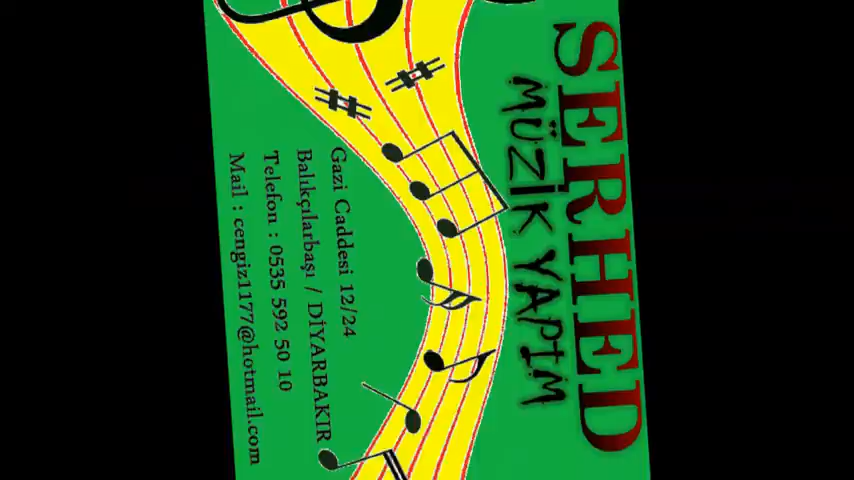 SERHED
MÜZİK YAPIM
Gazi Caddesi 12/24
Balıkçılarbaşı / DİYARBAKIR
Telefon : 0535 592 50 10
Mail : cengiz1177@hotmail.com